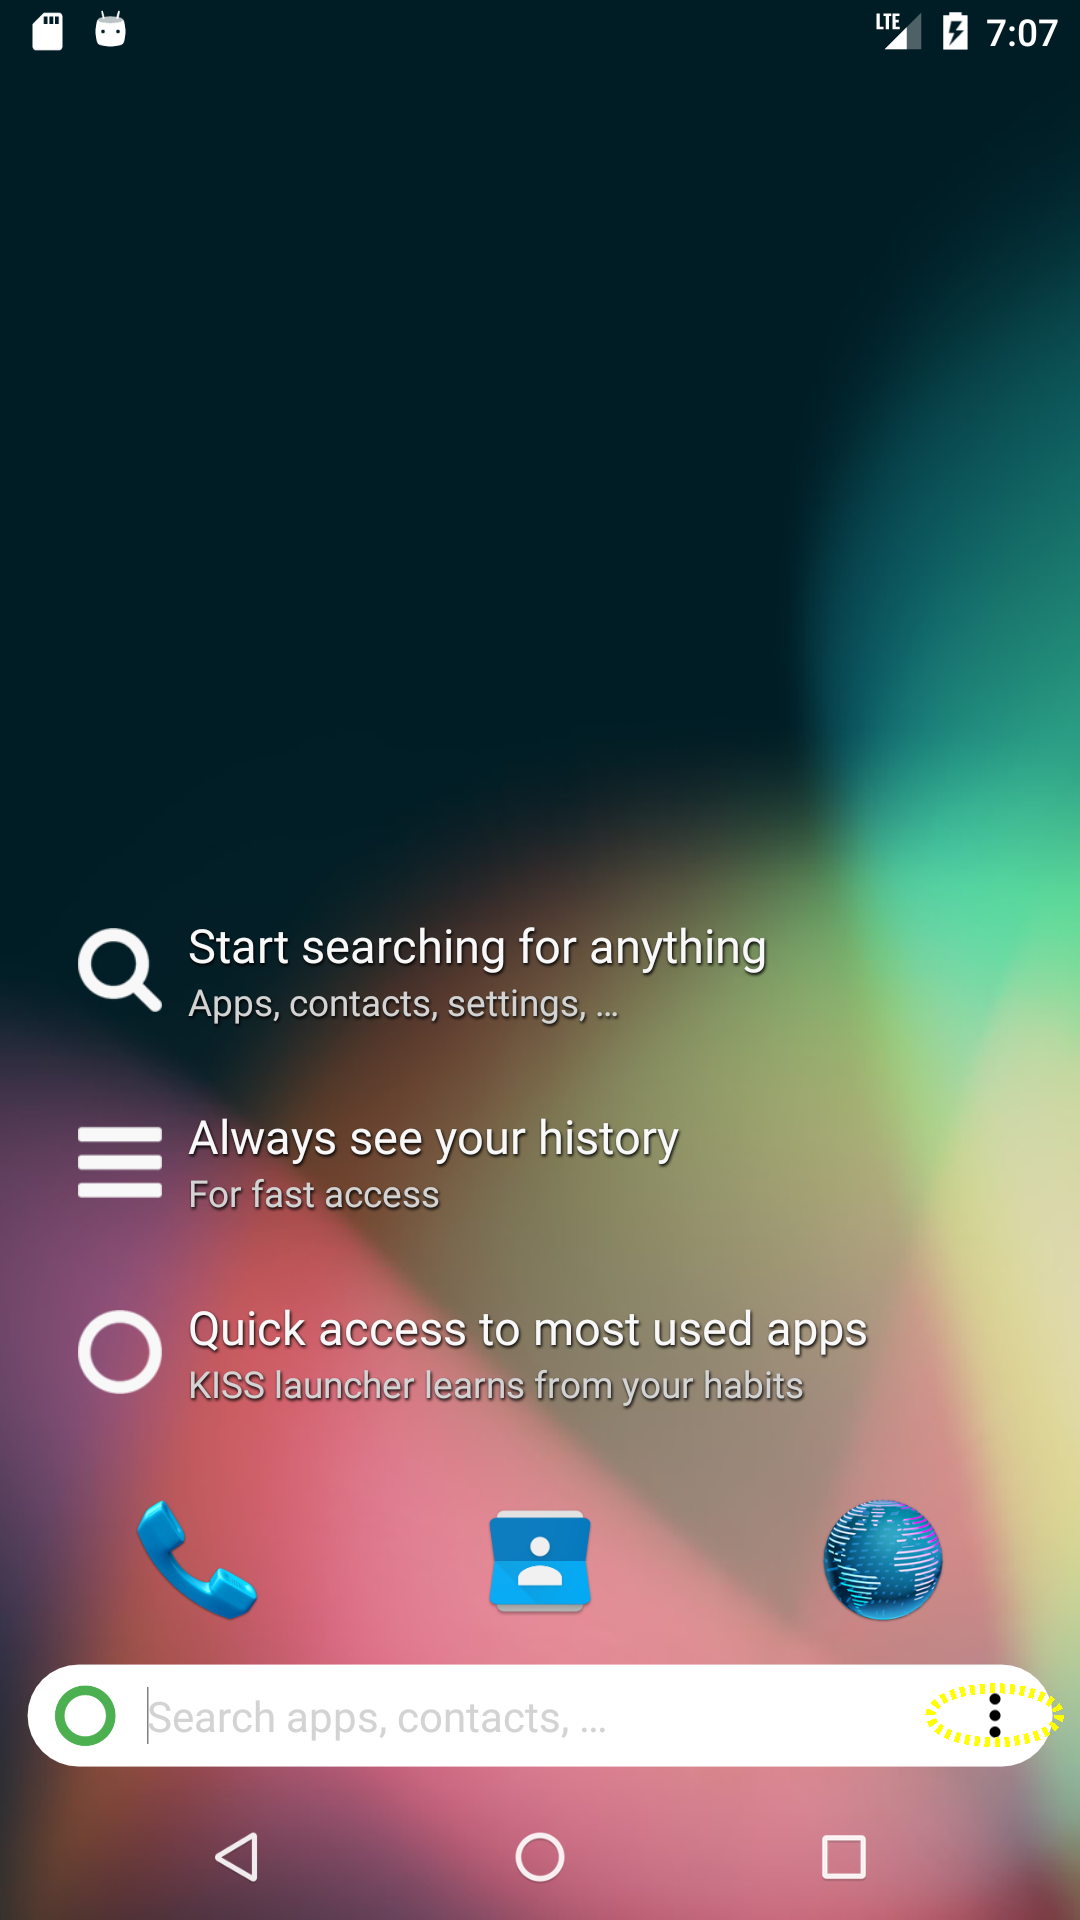 LTE 7:07
Start searching for anything
Apps, contacts, settings, ...
Always see your history
For fast access
Quick access to most used apps
KISS launcher learns from your habits
Search apps, contacts, ...